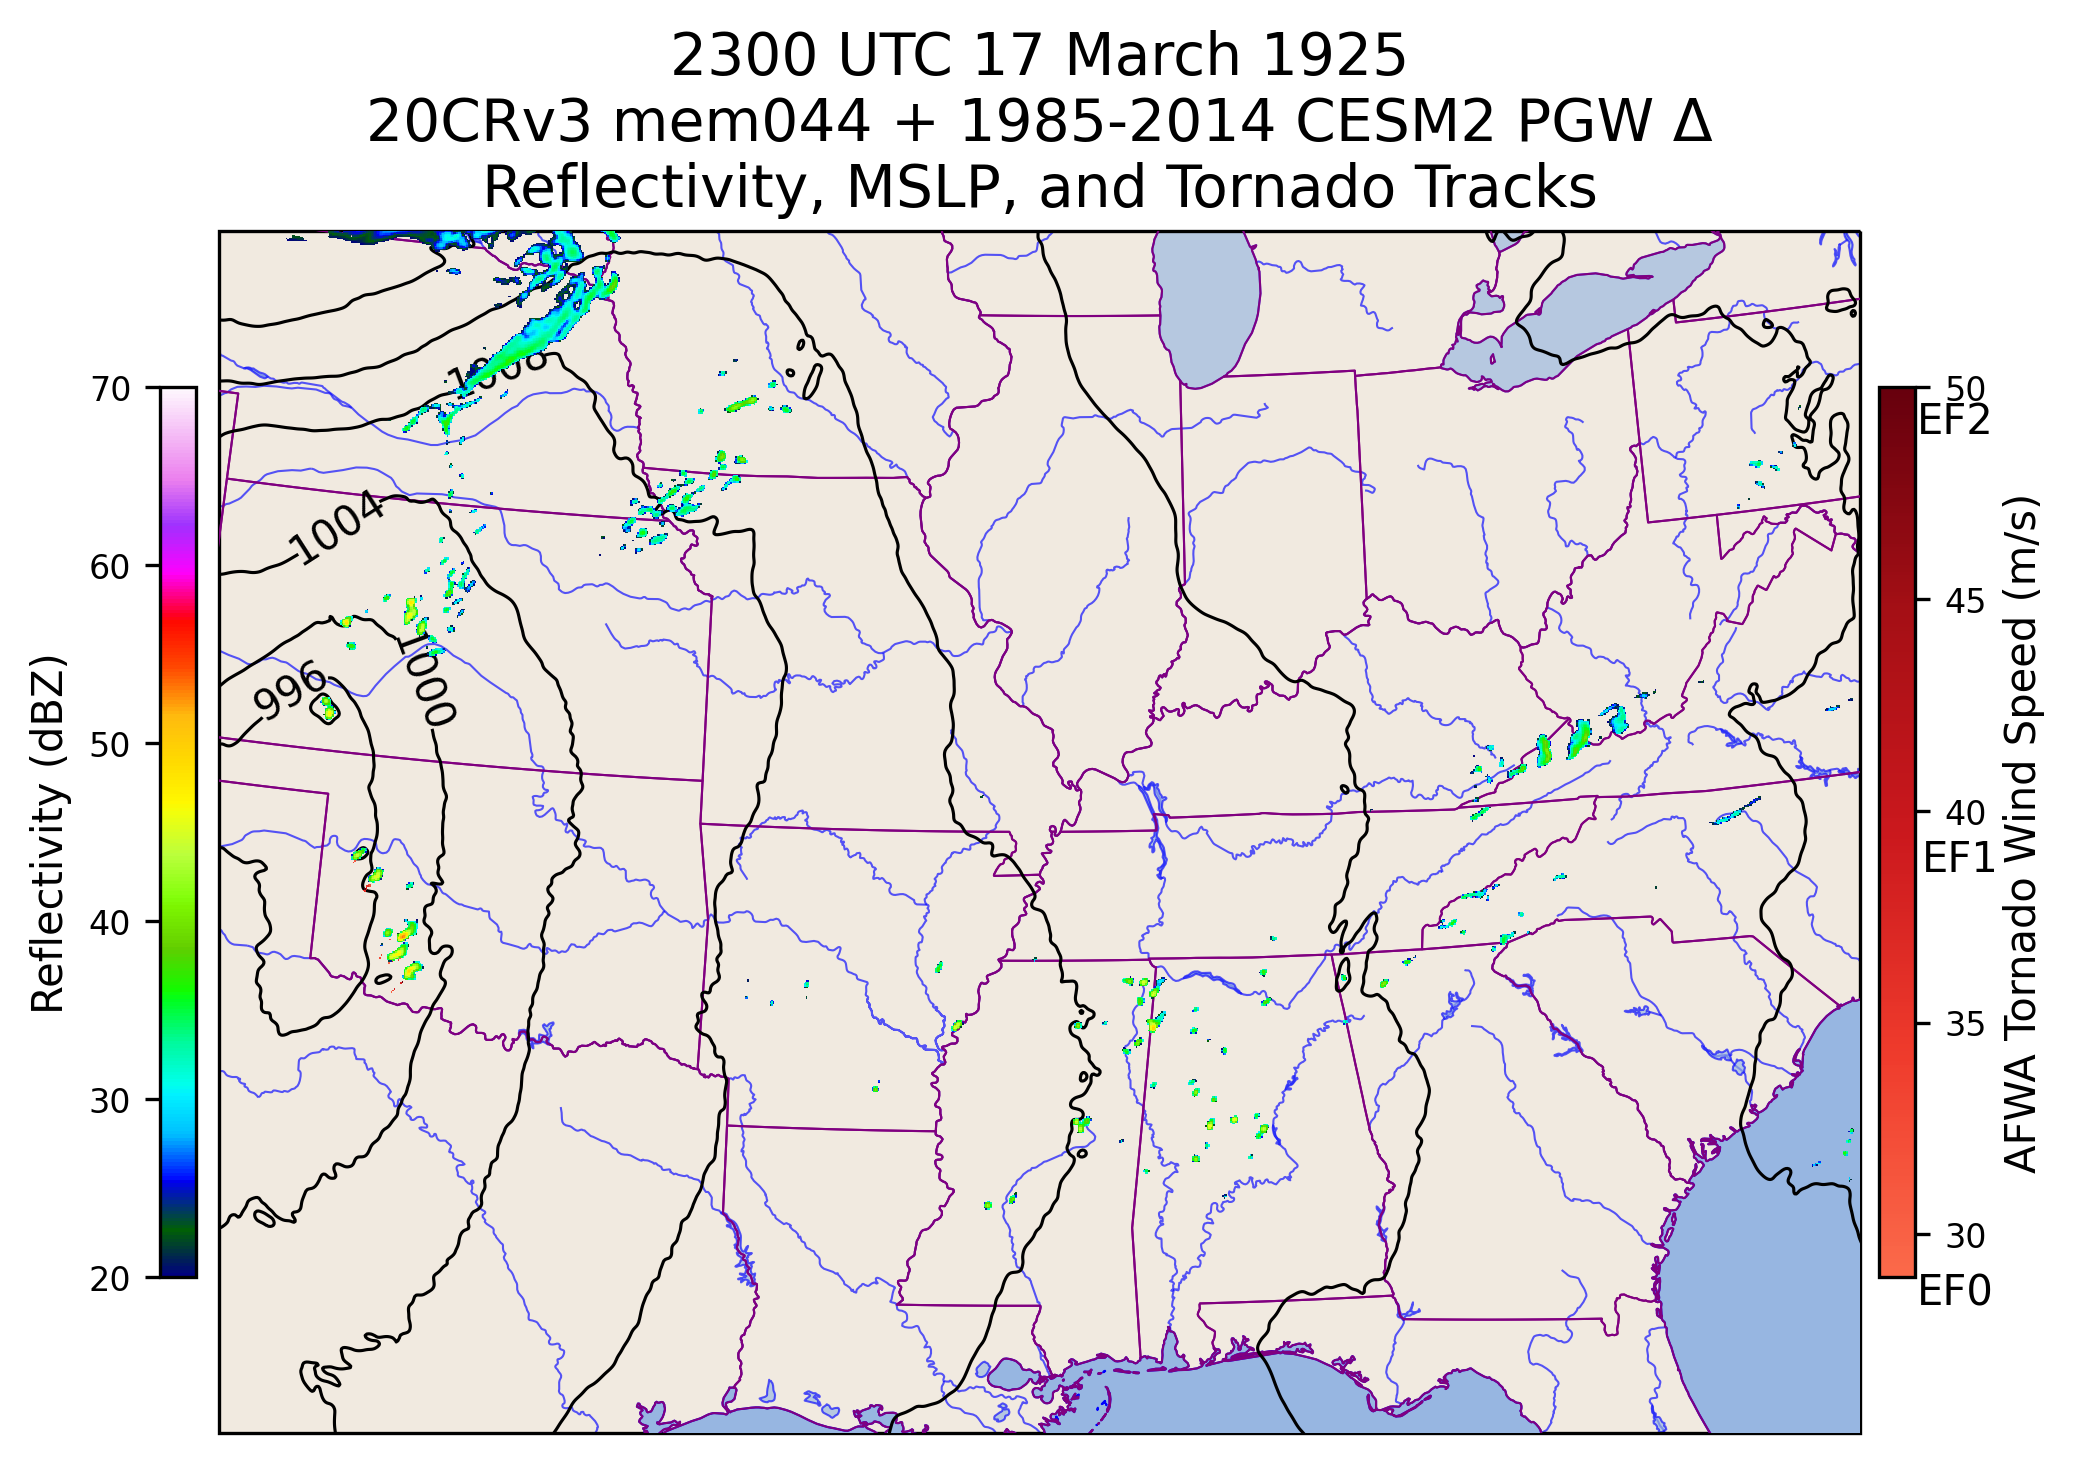 2300 UTC 17 March 1925
20CRv3 mem044 + 1985-2014 CESM2 PGW Δ
Reflectivity, MSLP, and Tornado Tracks
70
60
50
40
30
20
Reflectivity (dBZ)
1008
1004
1000
996
50
EF2
45
40
EF1
35
30
EF0
AFWA Tornado Wind Speed (m/s)